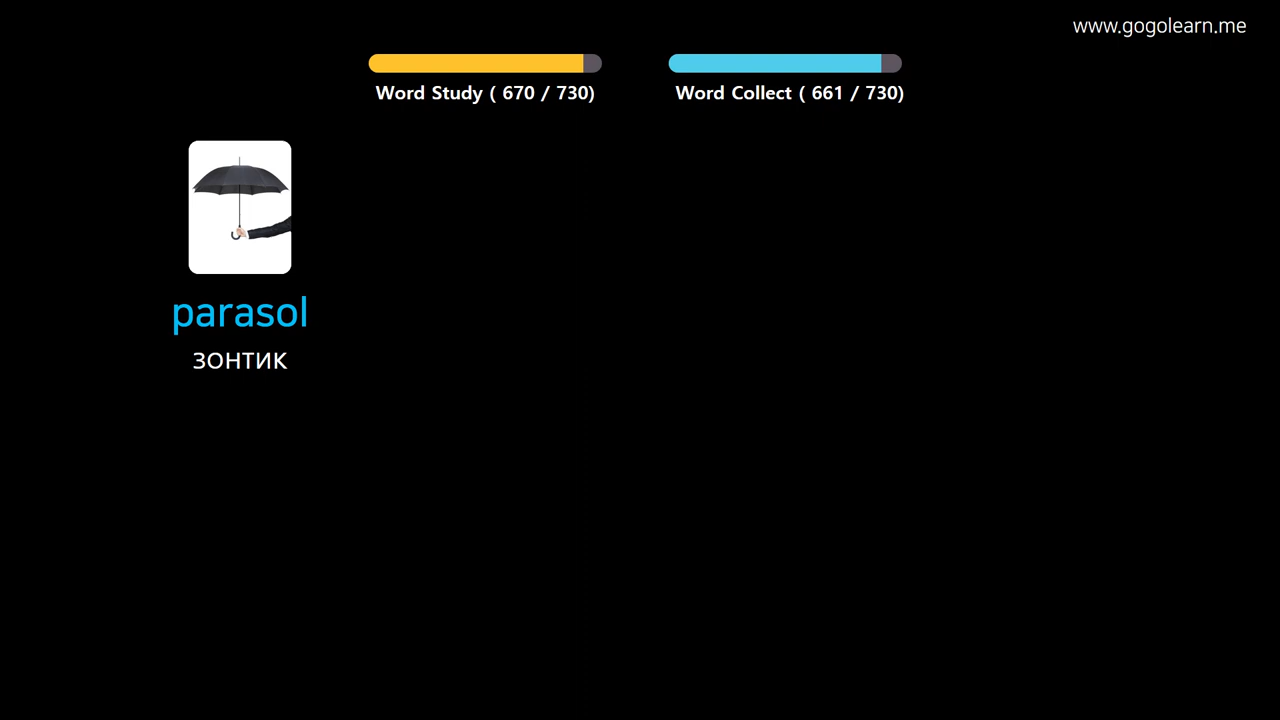 www.gogolearn.me
Word Study ( 670 / 730)
Word Collect ( 661 / 730)
parasol
зонтик